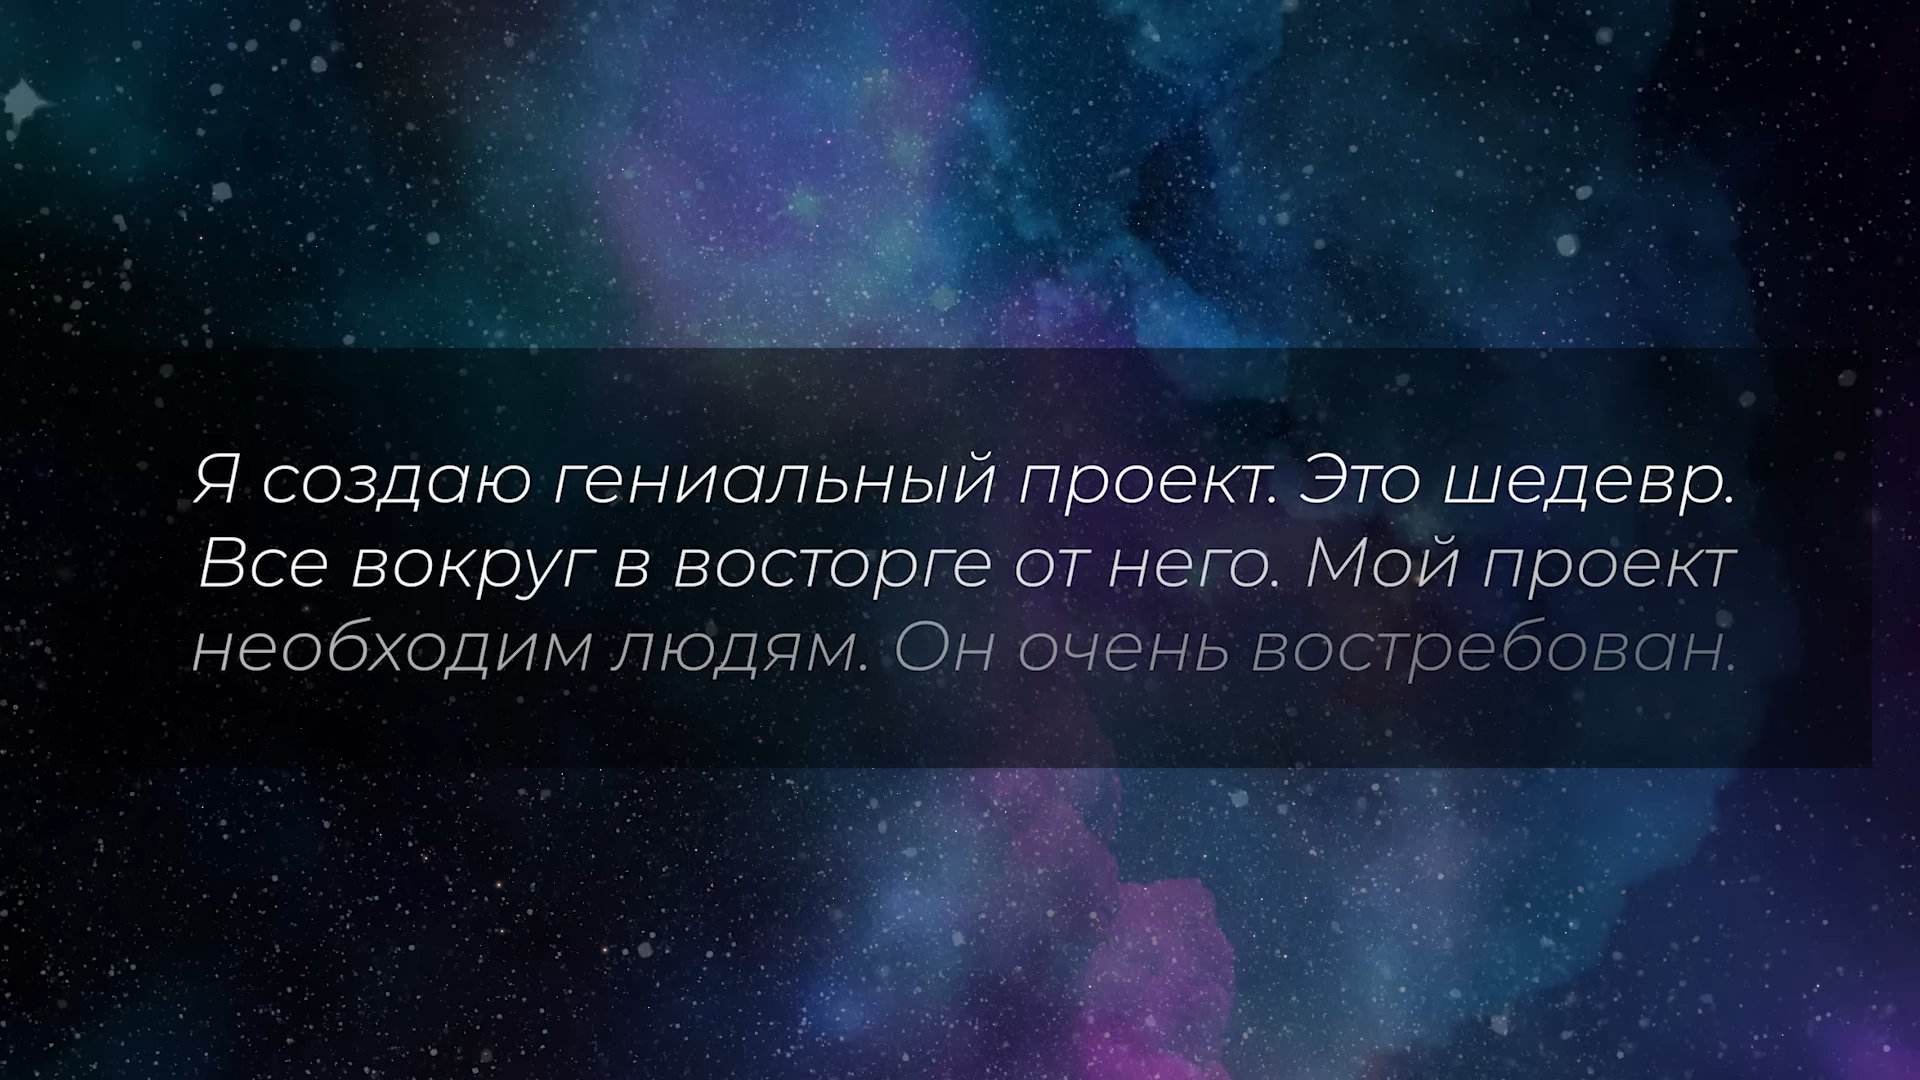 Я создаю гениальный проект. Это шедевр.
Все вокруг в восторге от него. Мой проект
необходим людям. Он очень востребован.